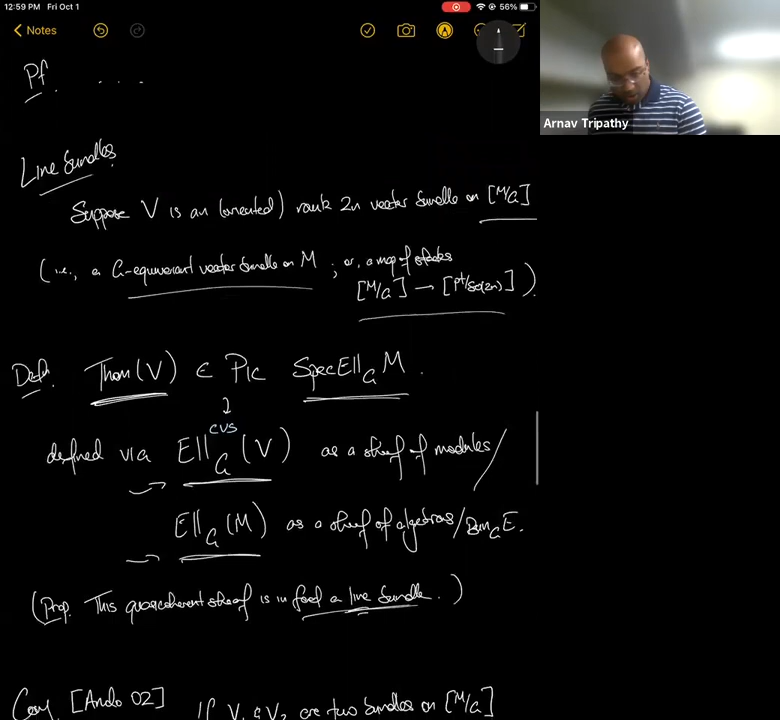 12:59 PM Fri Oct 1
56%
Notes
Arnav Tripathy
Pf. ....
Line bundles
Suppose V is an (oriented) rank 2n vector bundle on [M/G]
(i.e., a G-equivariant vector bundle on M ; or, a map of stacks
[M/G] → [pt/SO(2n)] ).
Defn. Thom(V) ∈ Pic Spec Ell_G M .
defined via Ell_G^cvs (V) as a sheaf of modules/
Ell_G (M) as a sheaf of algebras/Bun_G E.
(Prop. This quasicoherent sheaf is in fact a line bundle.)
[Ando 02] If V₁ & V₂ are two bundles on [M/G]